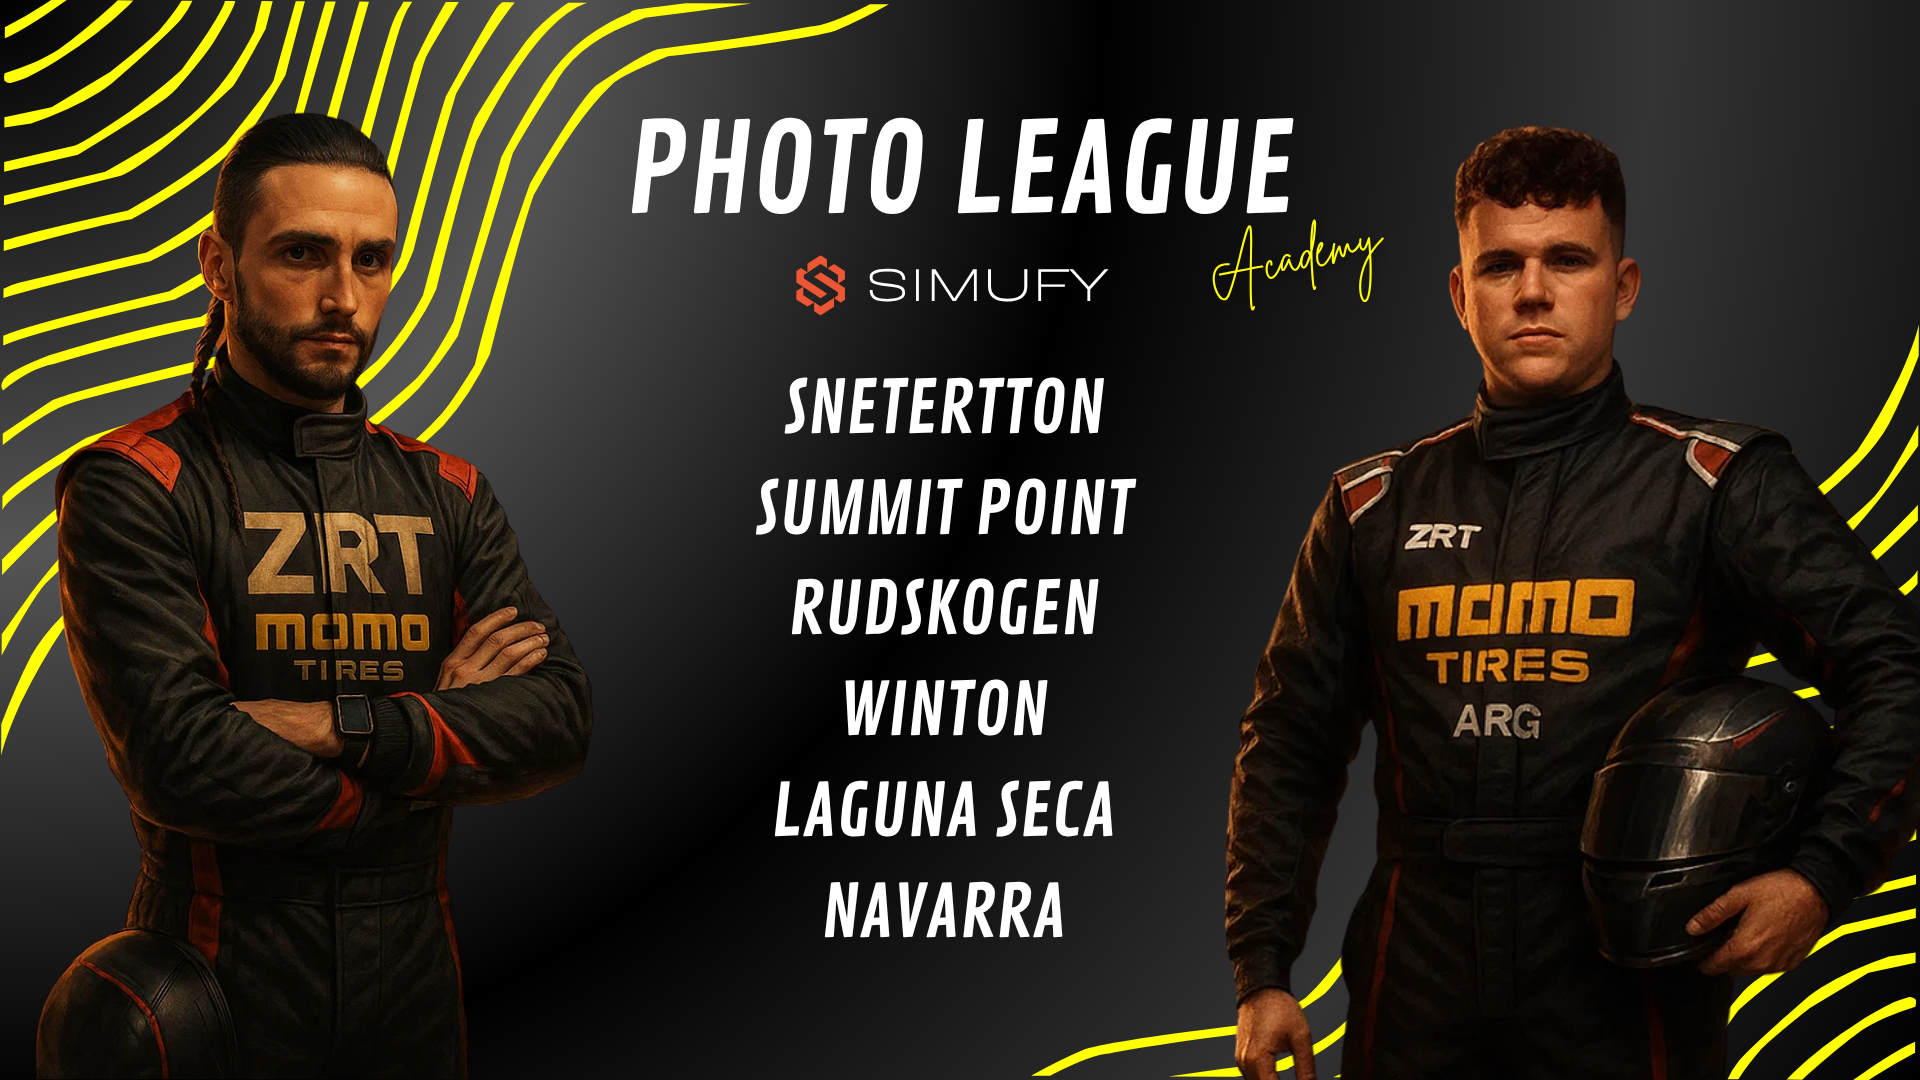 PHOTO LEAGUE
Academy
SIMUFY
SNETERTTON
SUMMIT POINT
RUDSKOGEN
WINTON
LAGUNA SECA
NAVARRA
ZRT
MOMO
TIRES
ZRT
MOMO
TIRES
ARG